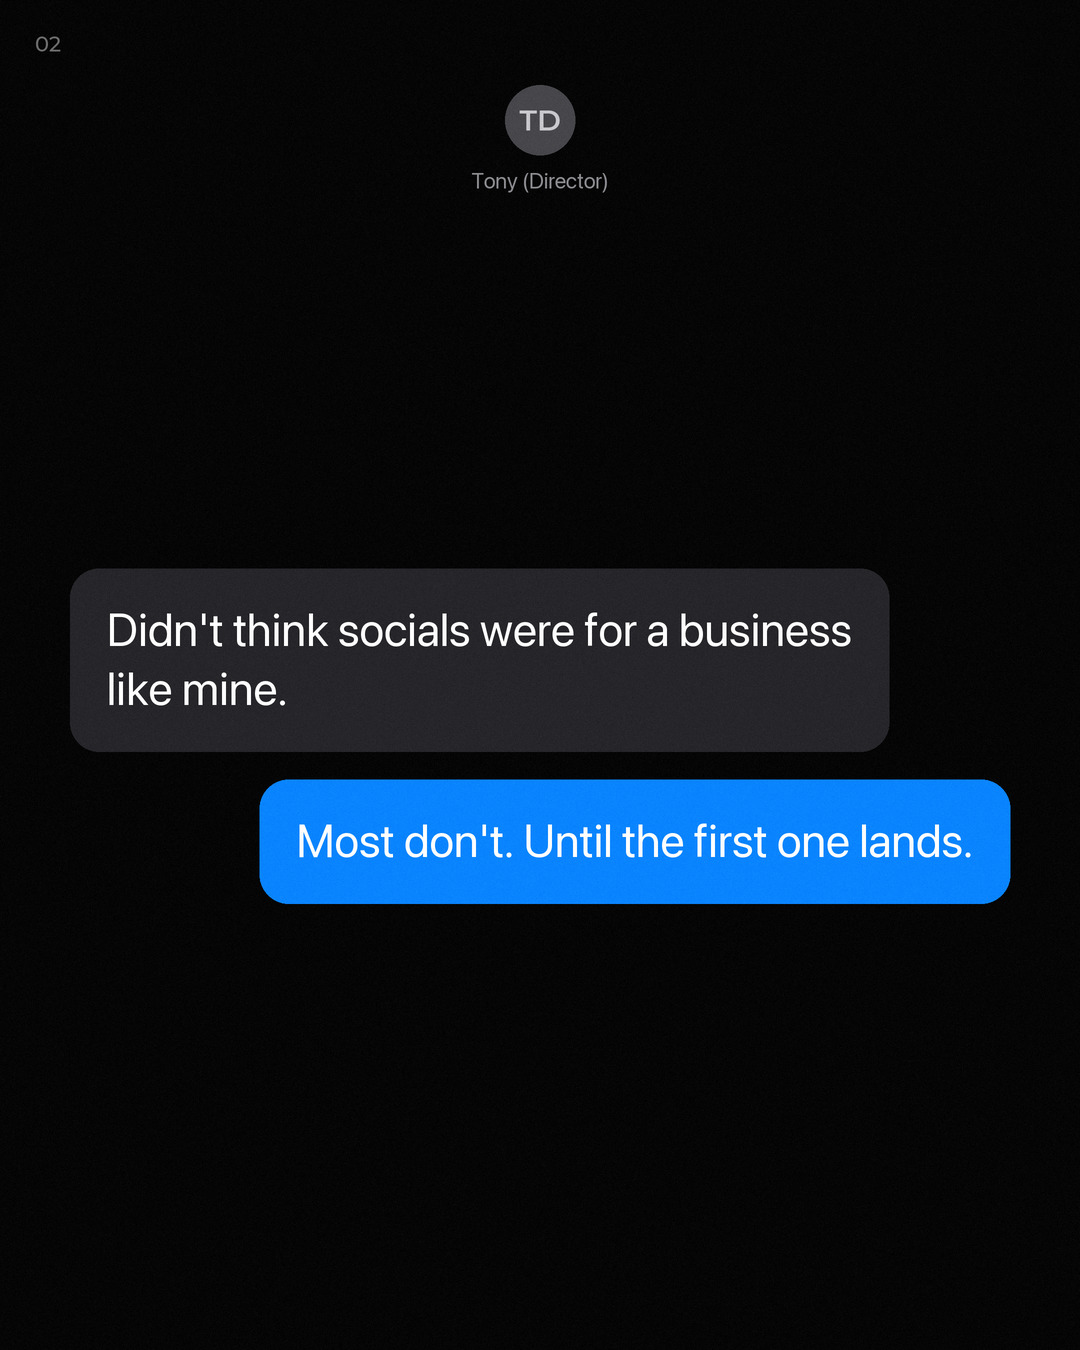 02
TD
Tony (Director)
Didn't think socials were for a business
like mine.
Most don't. Until the first one lands.